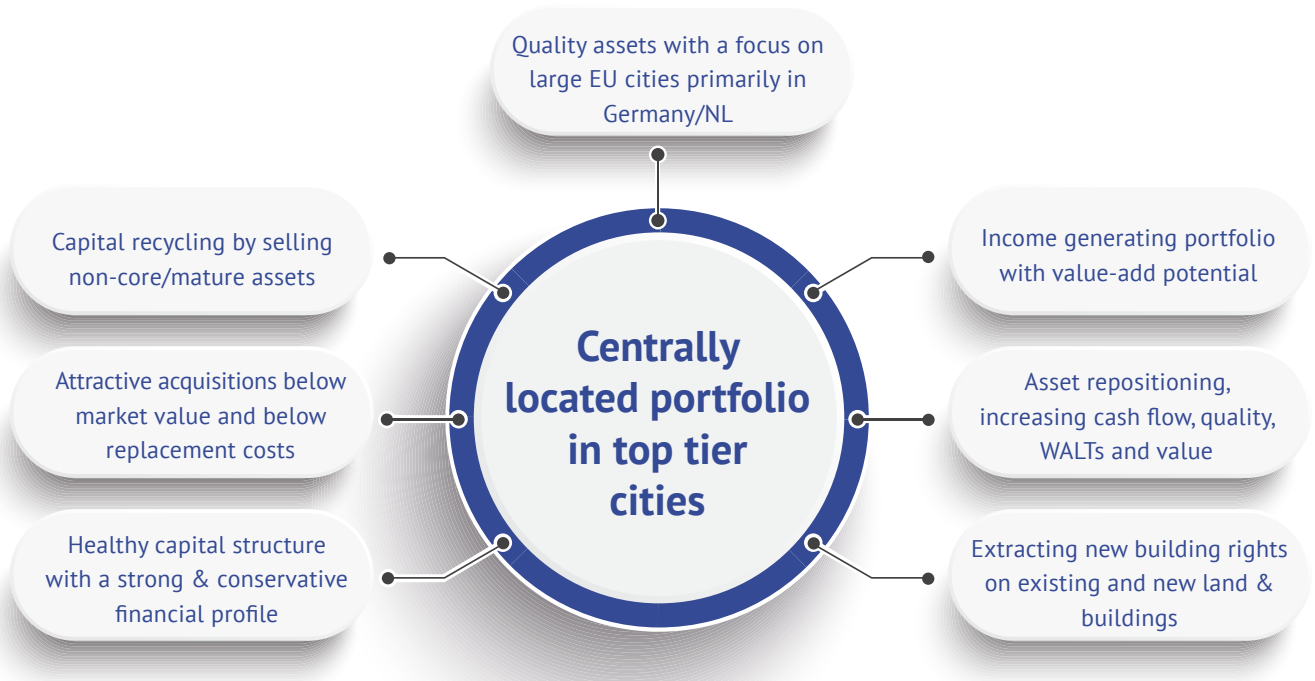 Quality assets with a focus on
large EU cities primarily in
Germany/NL
Capital recycling by selling
non-core/mature assets
Income generating portfolio
with value-add potential
Centrally
located portfolio
in top tier
cities
Attractive acquisitions below
market value and below
replacement costs
Asset repositioning,
increasing cash flow, quality,
WALTs and value
Healthy capital structure
with a strong & conservative
financial profile
Extracting new building rights
on existing and new land &
buildings